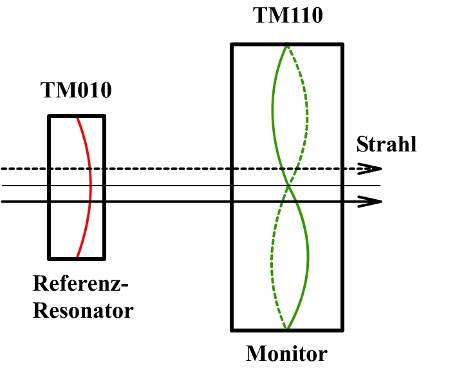 TM110
TM010
Strahl
Referenz-
Resonator
Monitor